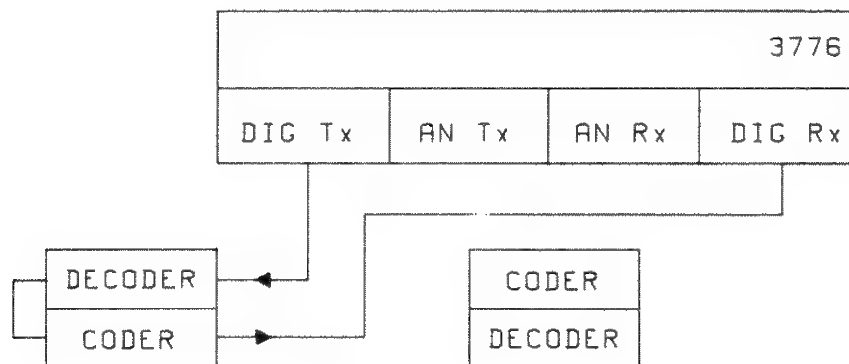 3776
DIG Tx AN Tx AN Rx DIG Rx
DECODER CODER
CODER DECODER